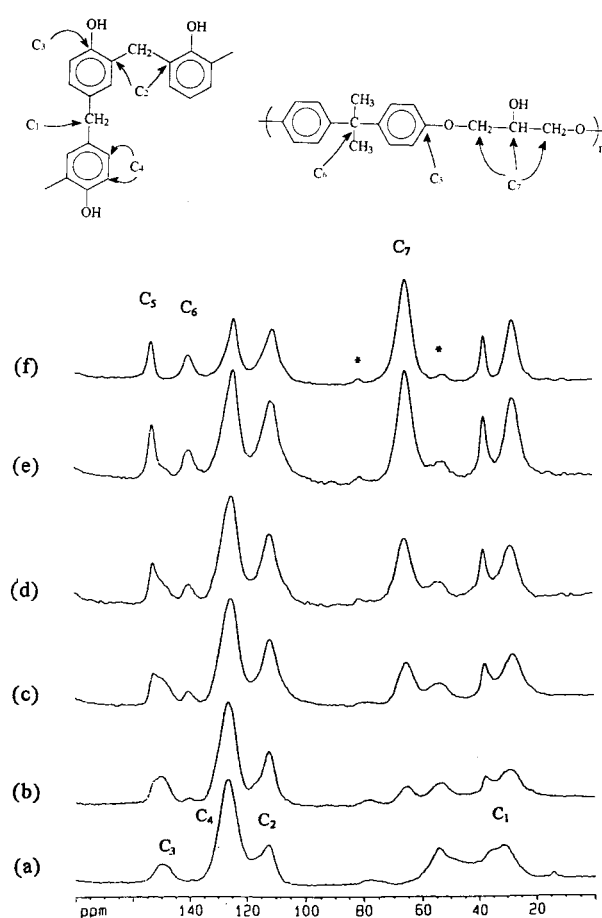 OH
OH
C₃
CH₂
C₂
C₁
CH₂
C₄
OH
CH₃
CH₃
C₆
C₅
O
CH₂
OH
CH
CH₂
O
C₇
n
C₇
C₅
C₆
*
*
(f)
(e)
(d)
(c)
(b)
(a)
C₄
C₂
C₁
C₃
ppm 140 120 100 80 60 40 20